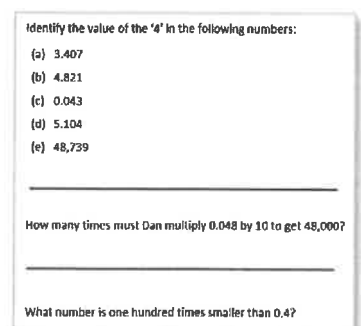 Identify the value of the '4' in the following numbers:
(a) 3.407
(b) 4.821
(c) 0.043
(d) 5.104
(e) 48,739
How many times must Dan multiply 0.048 by 10 to get 48,000?
What number is one hundred times smaller than 0.4?